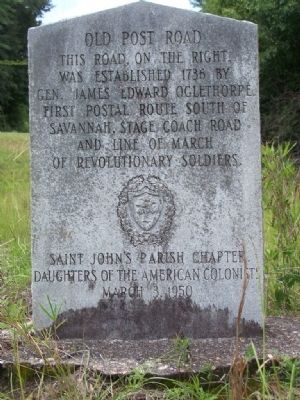 OLD POST ROAD
THIS ROAD, ON THE RIGHT,
WAS ESTABLISHED 1736 BY
GEN. JAMES EDWARD OGLETHORPE.
FIRST POSTAL ROUTE SOUTH OF
SAVANNAH, STAGE COACH ROAD
AND LINE OF MARCH
OF REVOLUTIONARY SOLDIERS.
SAINT JOHN'S PARISH CHAPTER
DAUGHTERS OF THE AMERICAN COLONISTS
MARCH 3, 1950